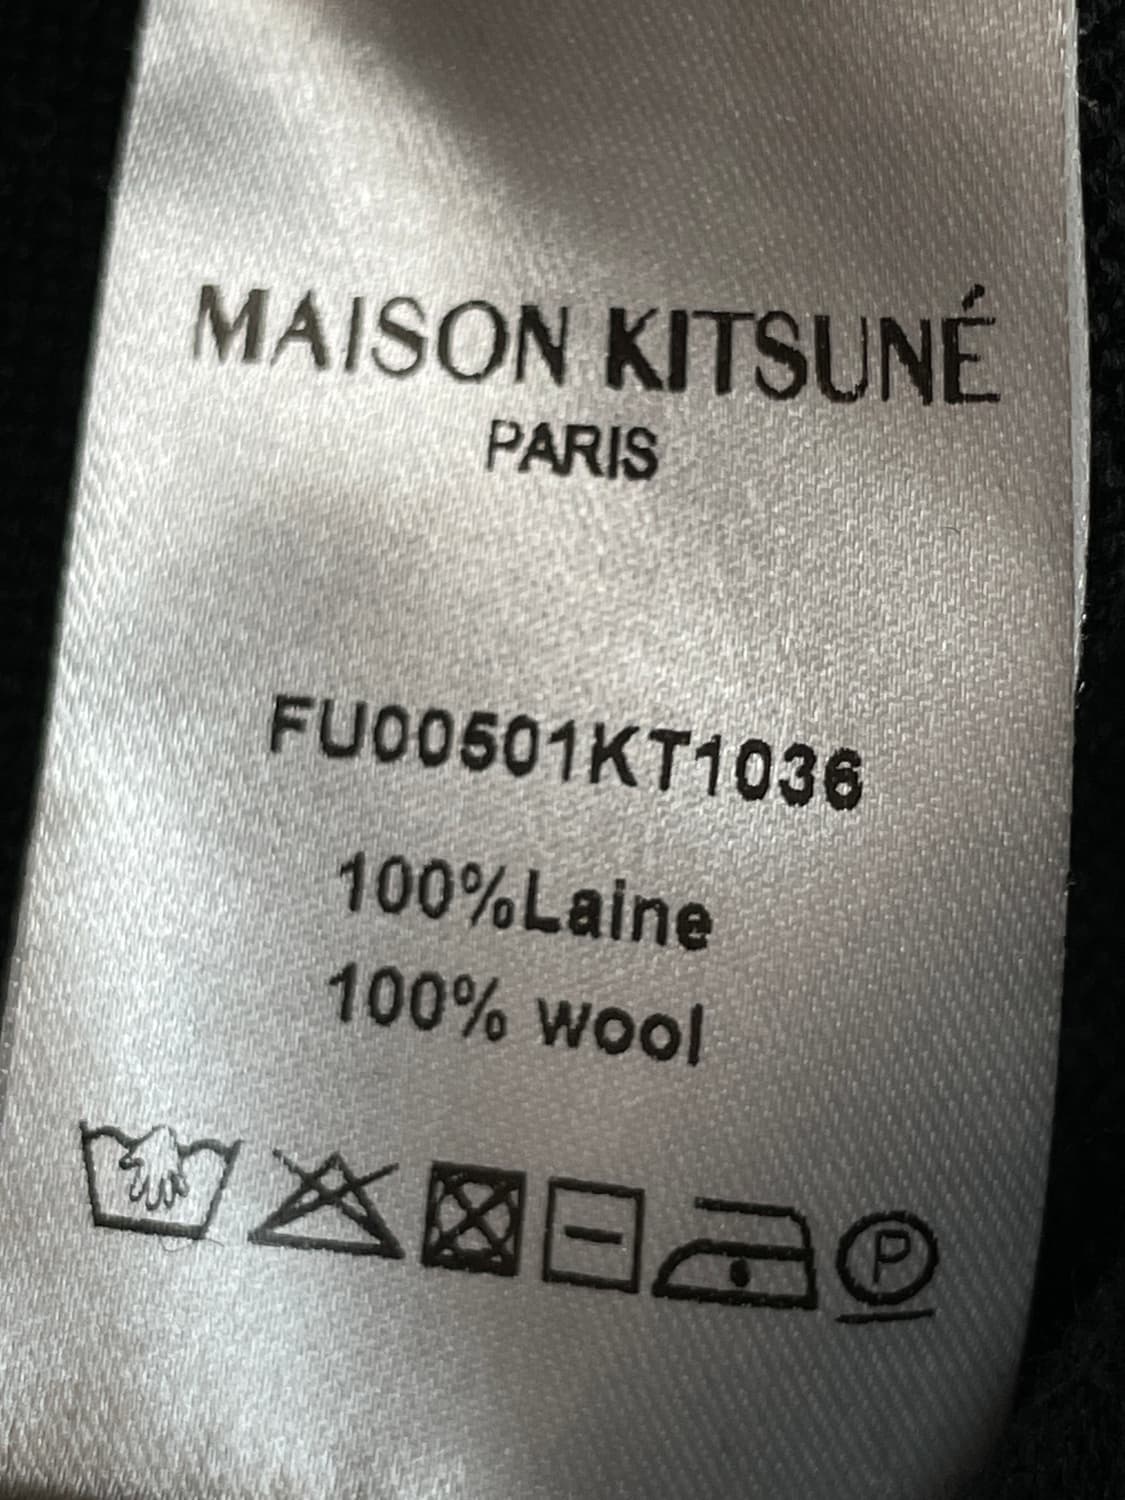 MAISON KITSUNÉ
PARIS
FU00501KT1036
100%Laine
100% wool
P